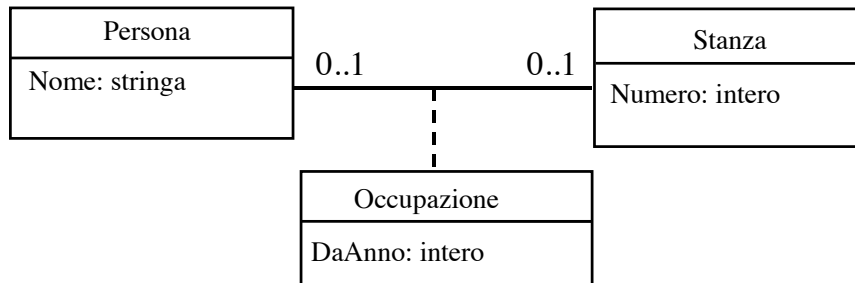 Persona
Nome: stringa
0..1
0..1
Stanza
Numero: intero
Occupazione
DaAnno: intero